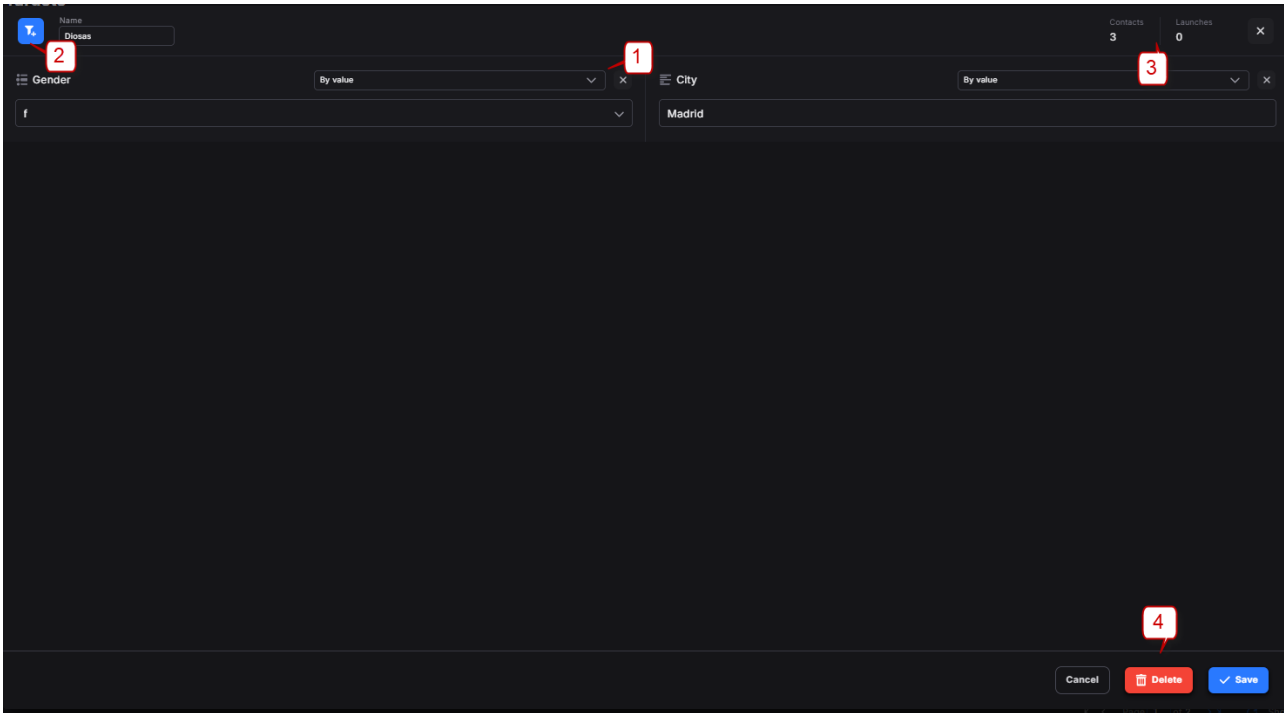 Name
Diosas
Contacts
3
Launches
0
2
1
3
Gender
By value
City
By value
f
Madrid
4
Cancel
Delete
Save